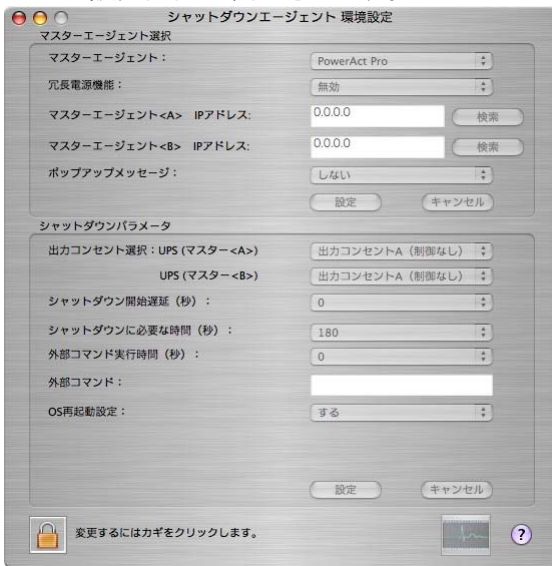 シャットダウンエージェント 環境設定
マスターエージェント選択
マスターエージェント： PowerAct Pro
冗長電源機能： 無効
マスターエージェント<A> IPアドレス: 0.0.0.0 検索
マスターエージェント<B> IPアドレス: 0.0.0.0 検索
ポップアップメッセージ： しない
設定 キャンセル
シャットダウンパラメータ
出力コンセント選択：UPS (マスター<A>) 出力コンセントA（制御なし）
UPS (マスター<B>) 出力コンセントA（制御なし）
シャットダウン開始遅延（秒）： 0
シャットダウンに必要な時間（秒）： 180
外部コマンド実行時間（秒）： 0
外部コマンド：
OS再起動設定： する
設定 キャンセル
変更するにはカギをクリックします。 ?